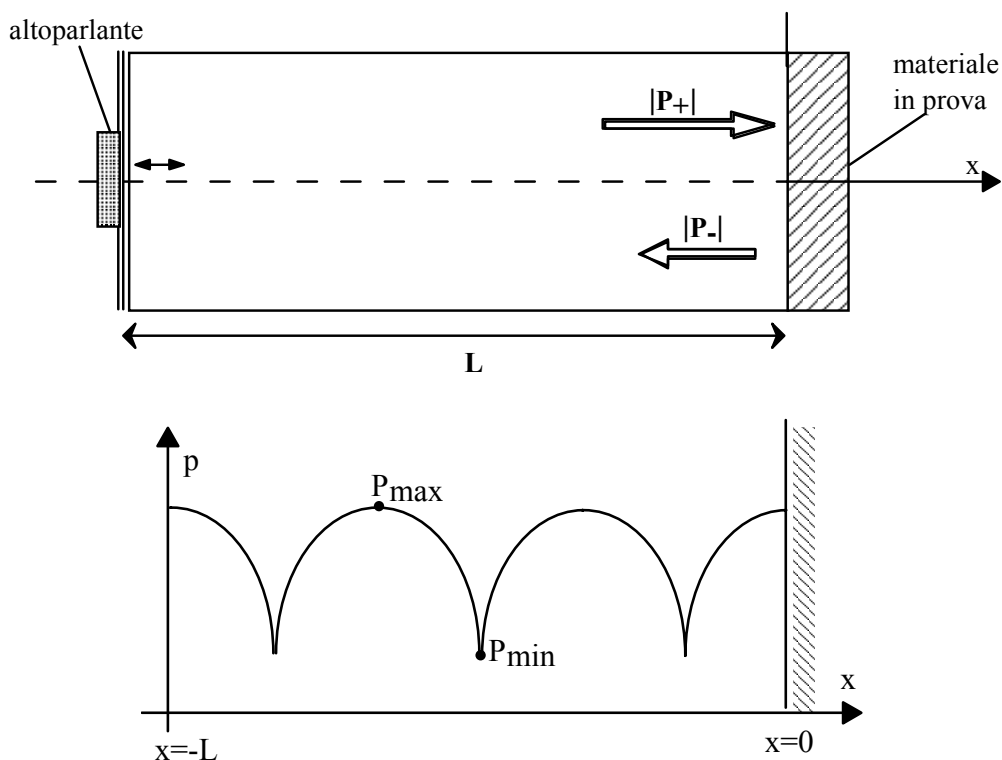 altoparlante
materiale
in prova
|P+|
x
|P-|
L
p
Pmax
Pmin
x
x=-L
x=0